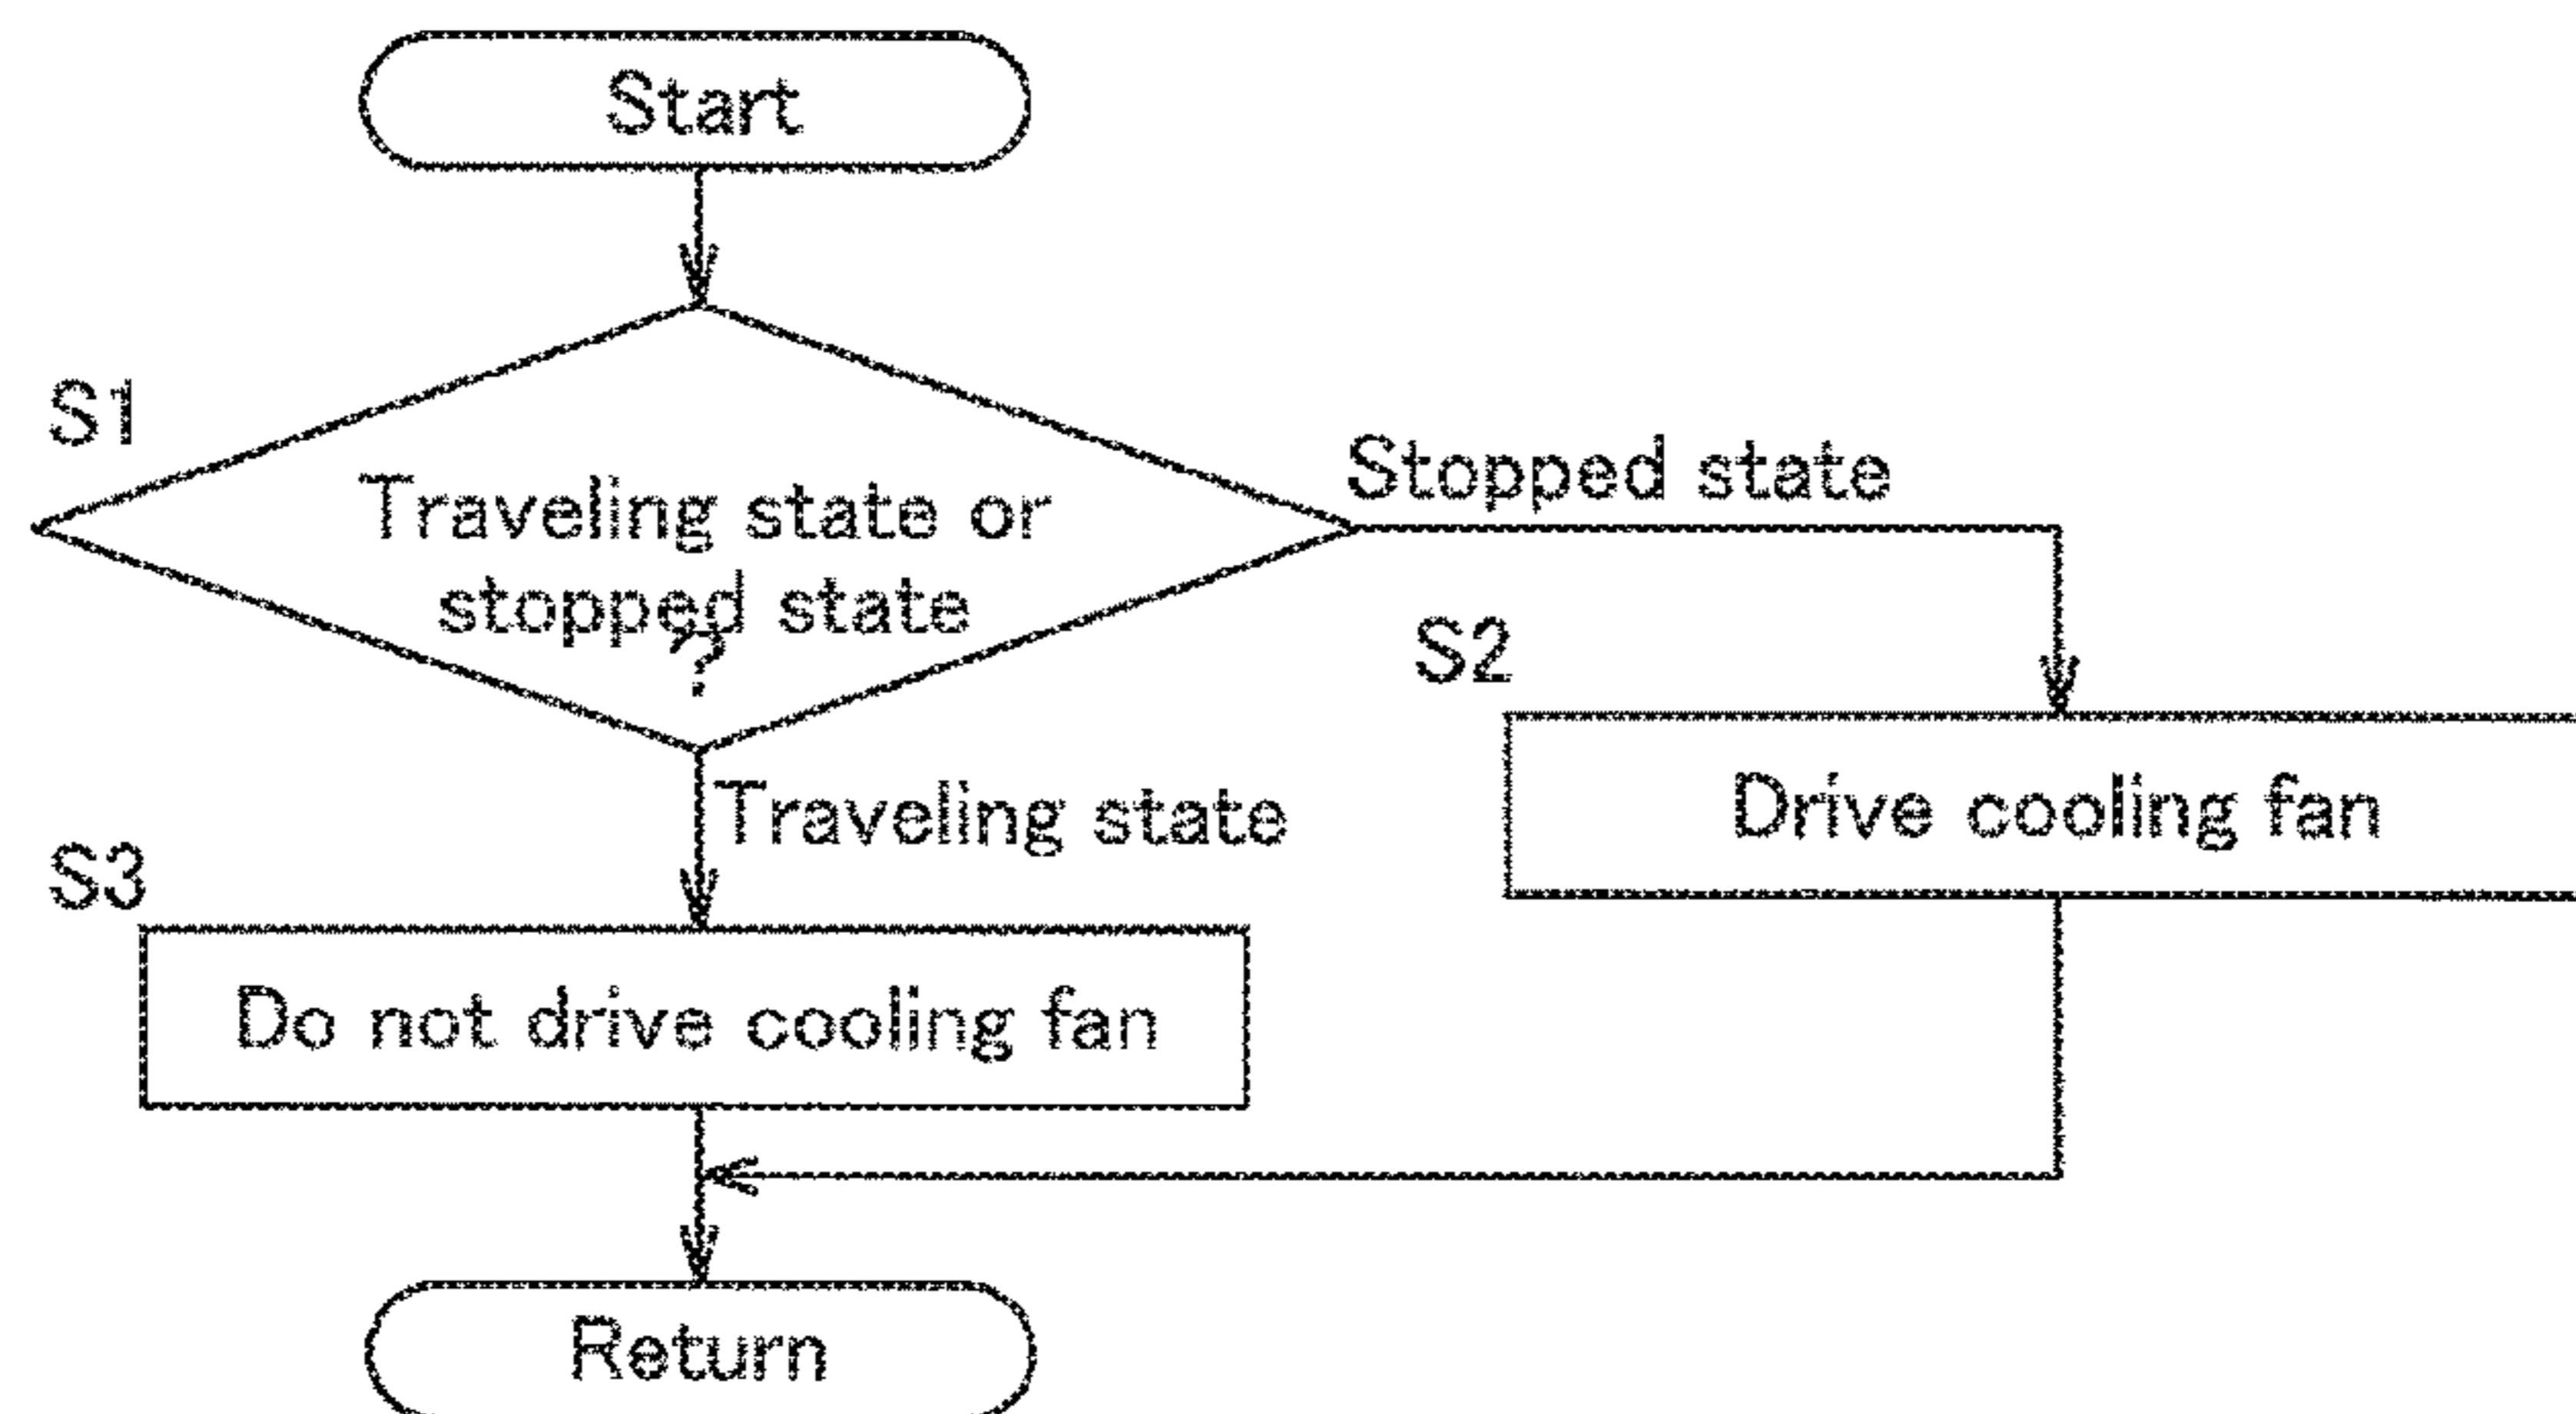 Start
S1
Traveling state or
stopped state
?
Stopped state
S2
Drive cooling fan
Traveling state
S3
Do not drive cooling fan
Return